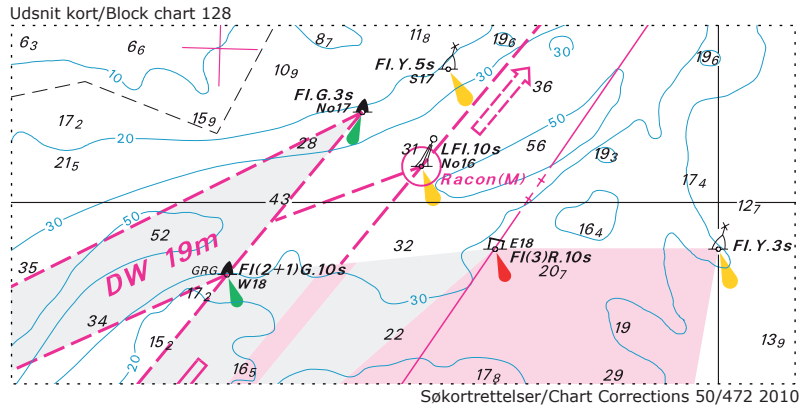 Udsnit kort/Block chart 128
6₃
6₆
8₇
11₈
19₆
Fl.Y.5s
S17
30
19₆
10
10₉
36
Fl.G.3s
No17
30
17₂
15₉
20
28
50
31
LFl.10s
No16
56
19₃
21₅
Racon(M)
17₄
43
12₇
30
50
52
16₄
DW 19m
32
E18
Fl(3)R.10s
Fl.Y.3s
35
GRG
Fl(2+1)G.10s
W18
20₇
17₂
30
34
22
19
15₂
13₉
20
16₅
17₈
29
Søkortrettelser/Chart Corrections 50/472 2010